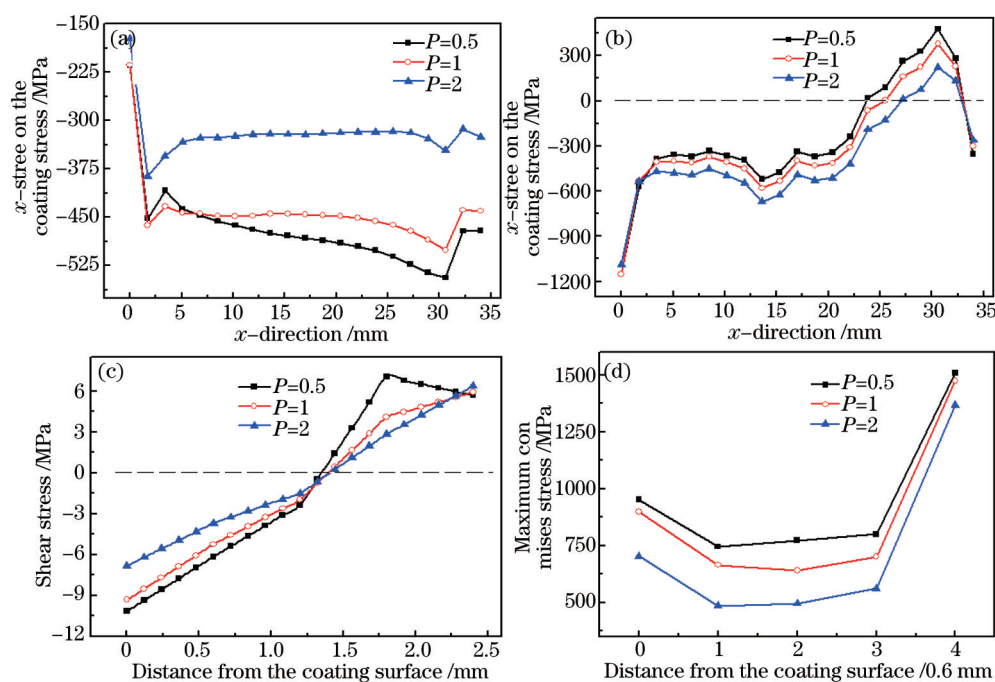 (a)
P=0.5
P=1
P=2
-150
-225
-300
-375
-450
-525
x-stree on the
coating stress /MPa
0 5 10 15 20 25 30 35
x-direction /mm
(b)
P=0.5
P=1
P=2
300
0
-300
-600
-900
-1200
x-stree on the
coating stress /MPa
0 5 10 15 20 25 30 35
x-direction /mm
(c)
P=0.5
P=1
P=2
6
3
0
-3
-6
-9
-12
Shear stress /MPa
0 0.5 1.0 1.5 2.0 2.5
Distance from the coating surface /mm
(d)
P=0.5
P=1
P=2
1500
1250
1000
750
500
Maximum con
mises stress /MPa
0 1 2 3 4
Distance from the coating surface /0.6 mm